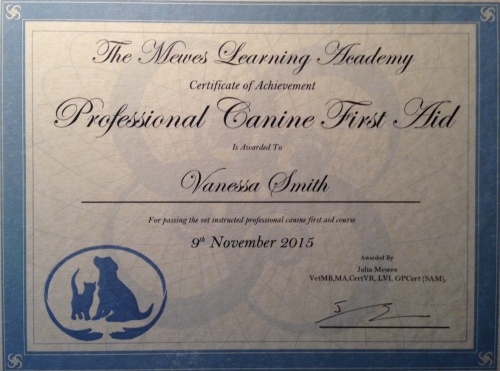 The Mewes Learning Academy
Certificate of Achievement
Professional Canine First Aid
Is Awarded To
Vanessa Smith
For passing the vet instructed professional canine first aid course
9th November 2015
Awarded By
Julia Mewes
VetMB,MA,CertVR, LVI, GPCert (SAM),